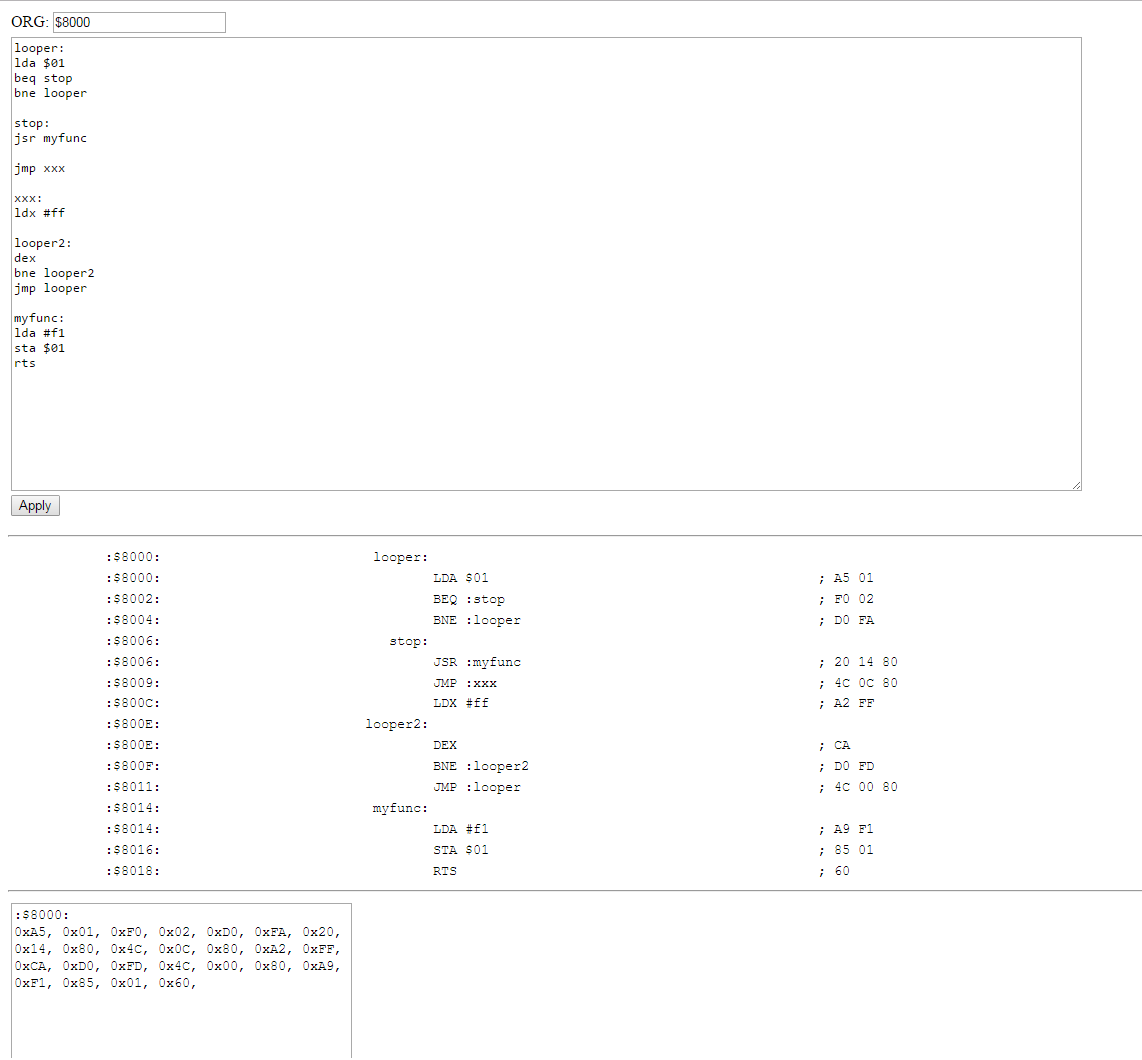 ORG: $8000
looper:
lda $01
beq stop
bne looper
stop:
jsr myfunc
jmp xxx
xxx:
ldx #ff
looper2:
dex
bne looper2
jmp looper
myfunc:
lda #f1
sta $01
rts
Apply
:$8000: looper:
:$8000: LDA $01 ; A5 01
:$8002: BEQ :stop ; F0 02
:$8004: BNE :looper ; D0 FA
:$8006: stop:
:$8006: JSR :myfunc ; 20 14 80
:$8009: JMP :xxx ; 4C 0C 80
:$800C: LDX #ff ; A2 FF
:$800E: looper2:
:$800E: DEX ; CA
:$800F: BNE :looper2 ; D0 FD
:$8011: JMP :looper ; 4C 00 80
:$8014: myfunc:
:$8014: LDA #f1 ; A9 F1
:$8016: STA $01 ; 85 01
:$8018: RTS ; 60
:$8000:
0xA5, 0x01, 0xF0, 0x02, 0xD0, 0xFA, 0x20,
0x14, 0x80, 0x4C, 0x0C, 0x80, 0xA2, 0xFF,
0xCA, 0xD0, 0xFD, 0x4C, 0x00, 0x80, 0xA9,
0xF1, 0x85, 0x01, 0x60,